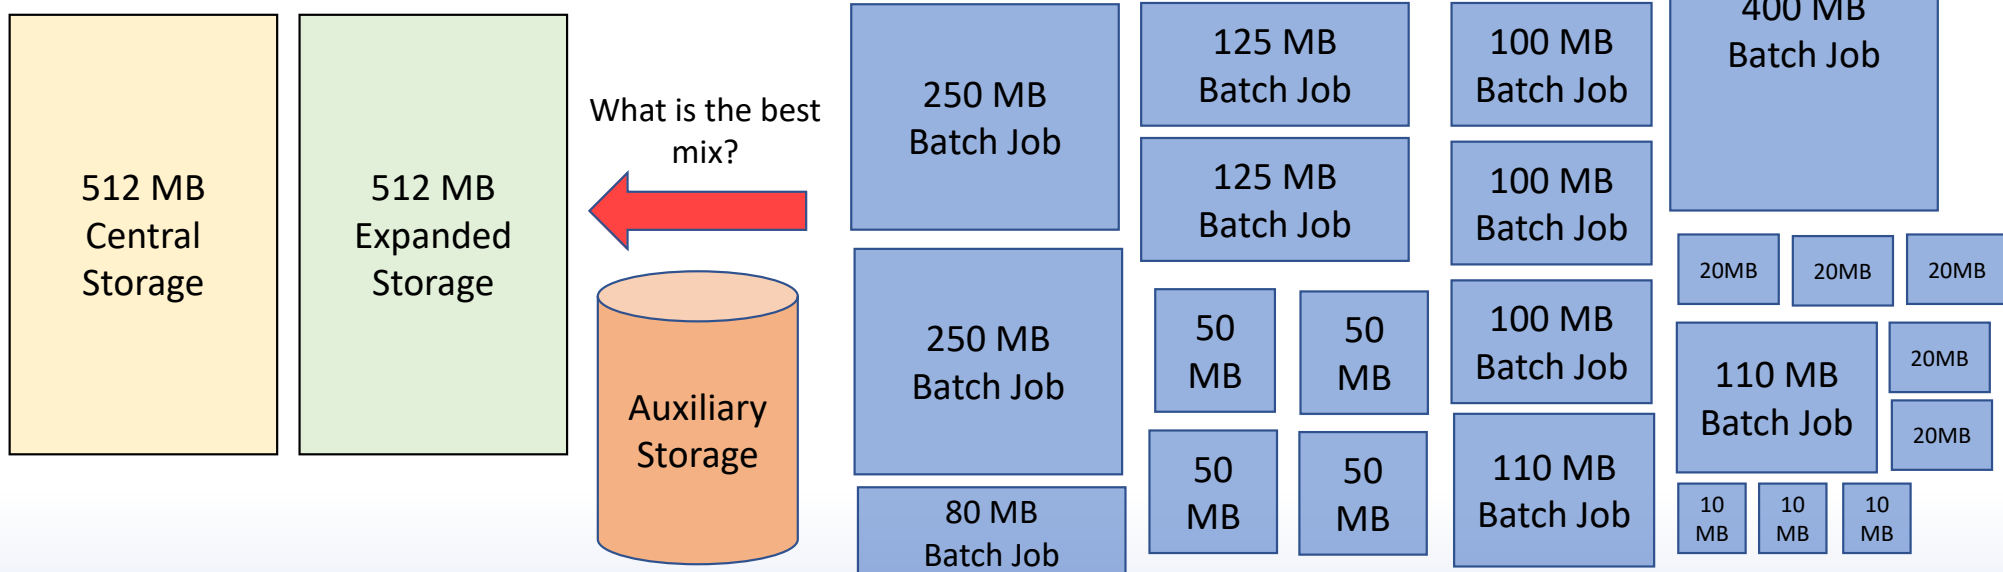 512 MB
Central
Storage
512 MB
Expanded
Storage
What is the best
mix?
Auxiliary
Storage
250 MB
Batch Job
250 MB
Batch Job
80 MB
Batch Job
125 MB
Batch Job
125 MB
Batch Job
50
MB
50
MB
50
MB
50
MB
100 MB
Batch Job
100 MB
Batch Job
100 MB
Batch Job
110 MB
Batch Job
400 MB
Batch Job
20MB
20MB
20MB
110 MB
Batch Job
20MB
20MB
10
MB
10
MB
10
MB